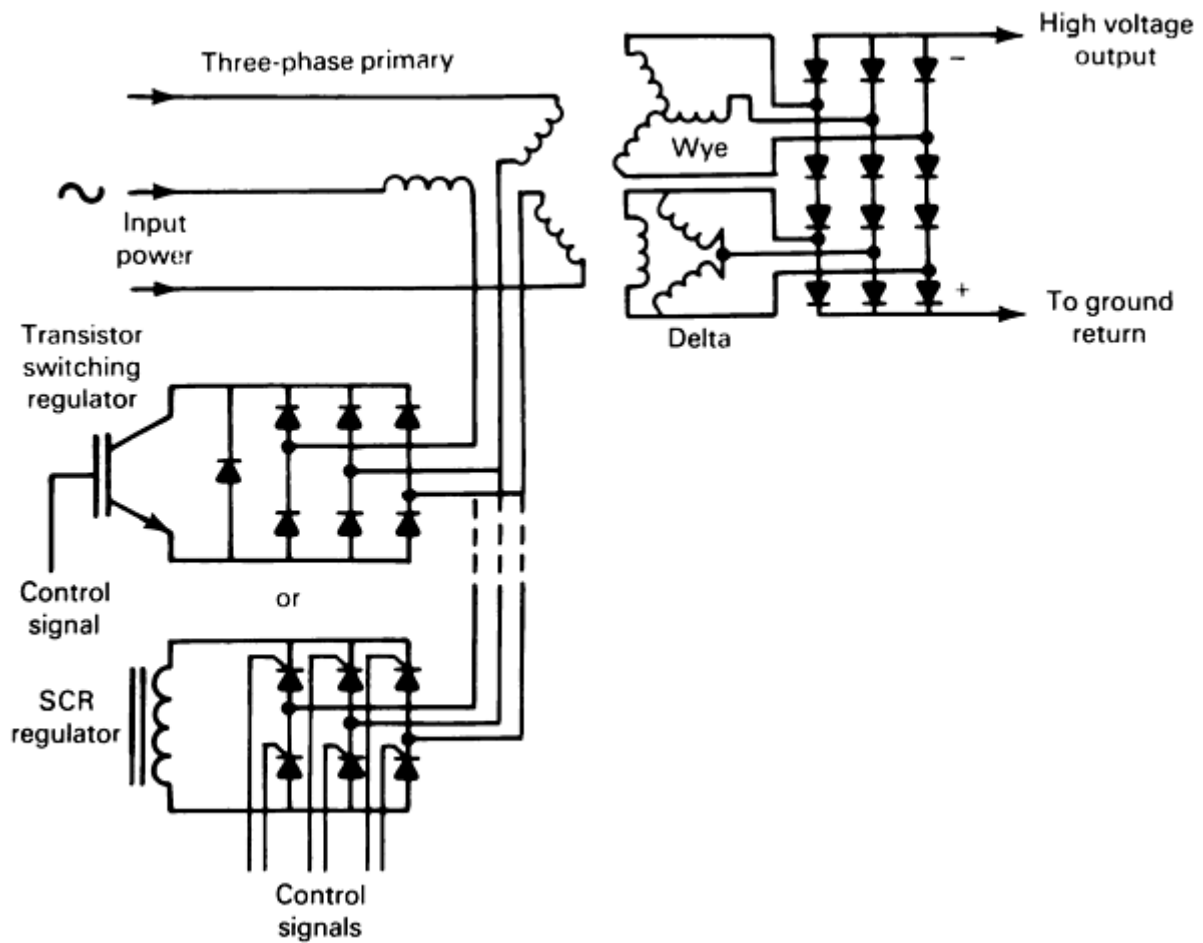 Three-phase primary
High voltage
output
−
Wye
~
Input
power
+
To ground
return
Delta
Transistor
switching
regulator
Control
signal
or
SCR
regulator
Control
signals